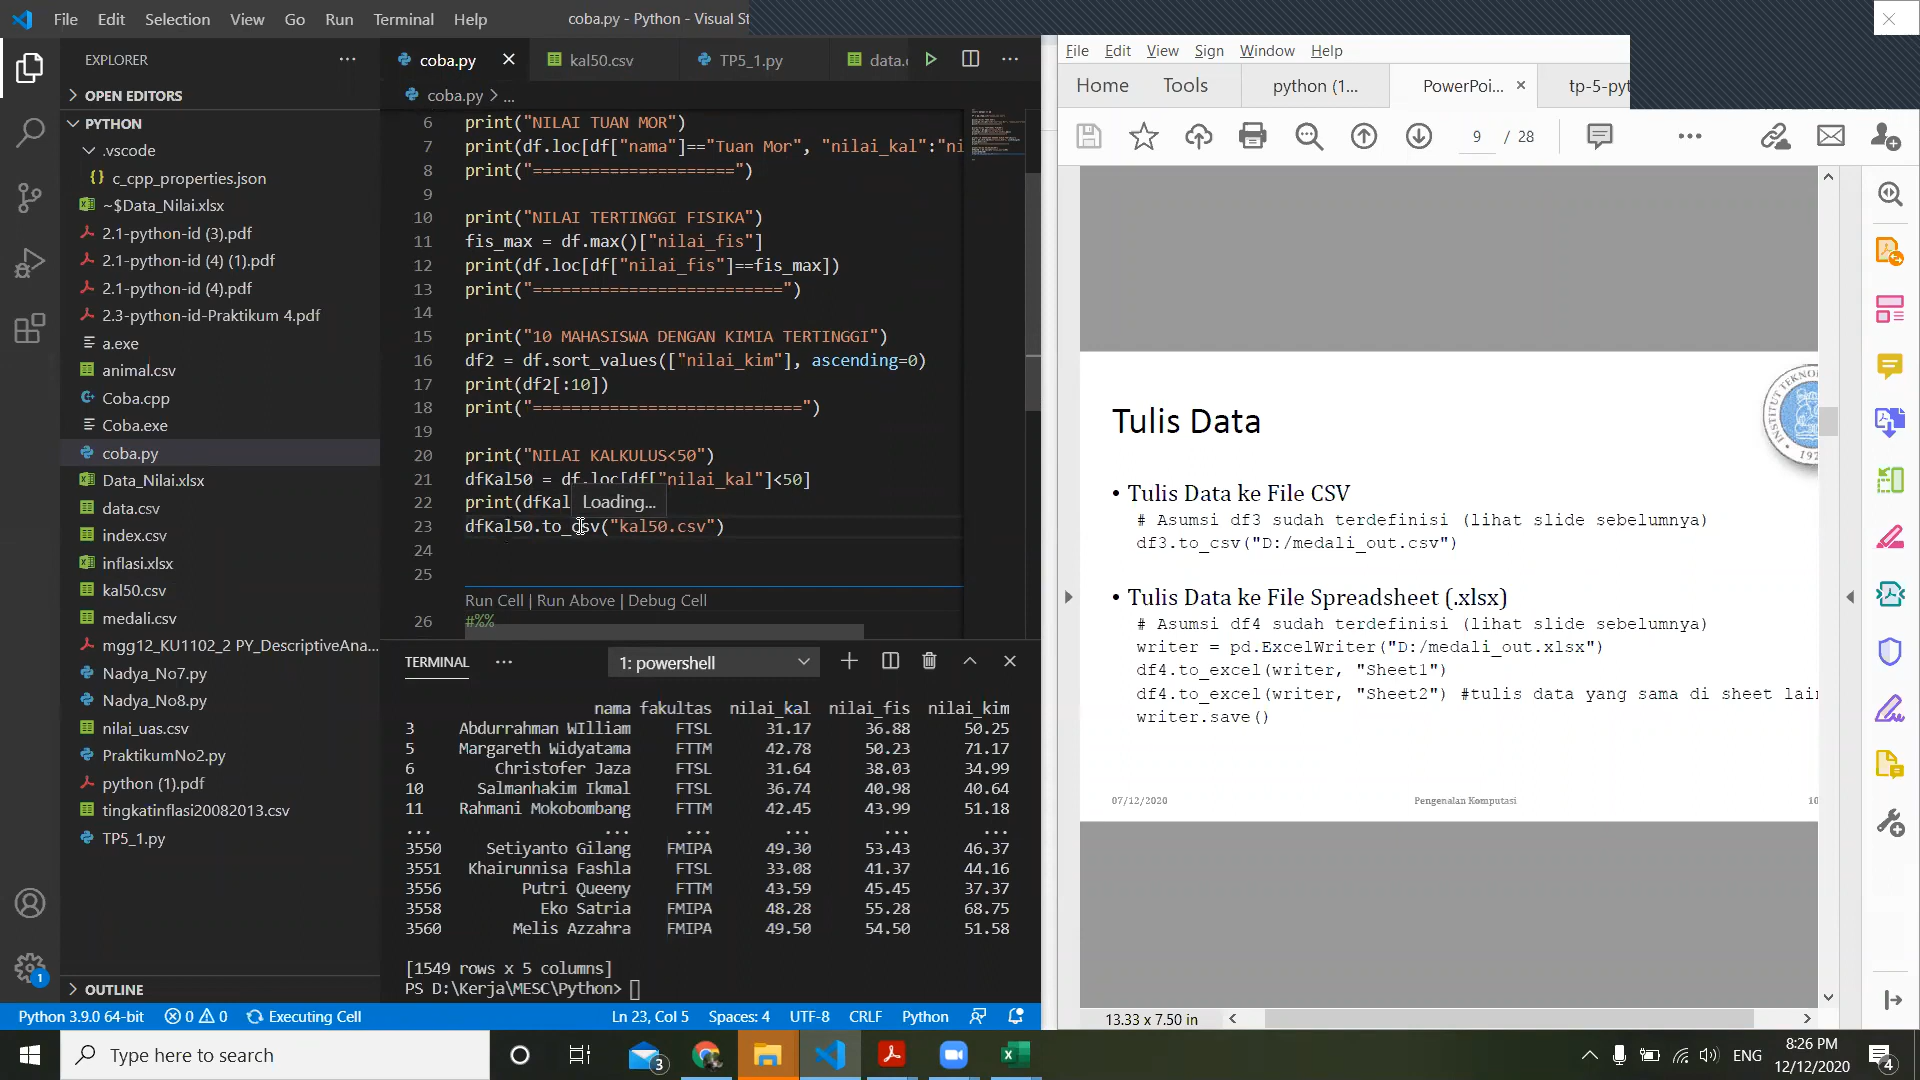 File Edit Selection View Go Run Terminal Help
coba.py - Python - Visual St
EXPLORER
OPEN EDITORS
PYTHON
.vscode
{} c_cpp_properties.json
~$Data_Nilai.xlsx
2.1-python-id (3).pdf
2.1-python-id (4) (1).pdf
2.1-python-id (4).pdf
2.3-python-id-Praktikum 4.pdf
a.exe
animal.csv
Coba.cpp
Coba.exe
coba.py
Data_Nilai.xlsx
data.csv
index.csv
inflasi.xlsx
kal50.csv
medali.csv
mgg12_KU1102_2 PY_DescriptiveAna...
Nadya_No7.py
Nadya_No8.py
nilai_uas.csv
PraktikumNo2.py
python (1).pdf
tingkatinflasi20082013.csv
TP5_1.py
OUTLINE
coba.py kal50.csv TP5_1.py data.c
coba.py > ...
6 print("NILAI TUAN MOR")
7 print(df.loc[df["nama"]=="Tuan Mor", "nilai_kal":"ni
8 print("=====================")
9
10 print("NILAI TERTINGGI FISIKA")
11 fis_max = df.max()["nilai_fis"]
12 print(df.loc[df["nilai_fis"]==fis_max])
13 print("==========================")
14
15 print("10 MAHASISWA DENGAN KIMIA TERTINGGI")
16 df2 = df.sort_values(["nilai_kim"], ascending=0)
17 print(df2[:10])
18 print("============================")
19
20 print("NILAI KALKULUS<50")
21 dfKal50 = df.loc[df["nilai_kal"]<50]
22 print(dfKal
Loading...
23 dfKal50.to_csv("kal50.csv")
24
25
Run Cell | Run Above | Debug Cell
26 #%%
TERMINAL ... 1: powershell
nama fakultas nilai_kal nilai_fis nilai_kim
3 Abdurrahman WIlliam FTSL 31.17 36.88 50.25
5 Margareth Widyatama FTTM 42.78 50.23 71.17
6 Christofer Jaza FTSL 31.64 38.03 34.99
10 Salmanhakim Ikmal FTSL 36.74 40.98 40.64
11 Rahmani Mokobombang FTTM 42.45 43.99 51.18
... ... ... ... ... ...
3550 Setiyanto Gilang FMIPA 49.30 53.43 46.37
3551 Khairunnisa Fashla FTSL 33.08 41.37 44.16
3556 Putri Queeny FTTM 43.59 45.45 37.37
3558 Eko Satria FMIPA 48.28 55.28 68.75
3560 Melis Azzahra FMIPA 49.50 54.50 51.58
[1549 rows x 5 columns]
PS D:\Kerja\MESC\Python>
Python 3.9.0 64-bit 0 0 Executing Cell Ln 23, Col 5 Spaces: 4 UTF-8 CRLF Python
File Edit View Sign Window Help
Home Tools python (1... PowerPoi... tp-5-pyt
9 / 28
Tulis Data
• Tulis Data ke File CSV
# Asumsi df3 sudah terdefinisi (lihat slide sebelumnya)
df3.to_csv("D:/medali_out.csv")
• Tulis Data ke File Spreadsheet (.xlsx)
# Asumsi df4 sudah terdefinisi (lihat slide sebelumnya)
writer = pd.ExcelWriter("D:/medali_out.xlsx")
df4.to_excel(writer, "Sheet1")
df4.to_excel(writer, "Sheet2") #tulis data yang sama di sheet lai
writer.save()
07/12/2020 Pengenalan Komputasi 10
13.33 x 7.50 in
Type here to search
3
ENG
8:26 PM
12/12/2020
4
1